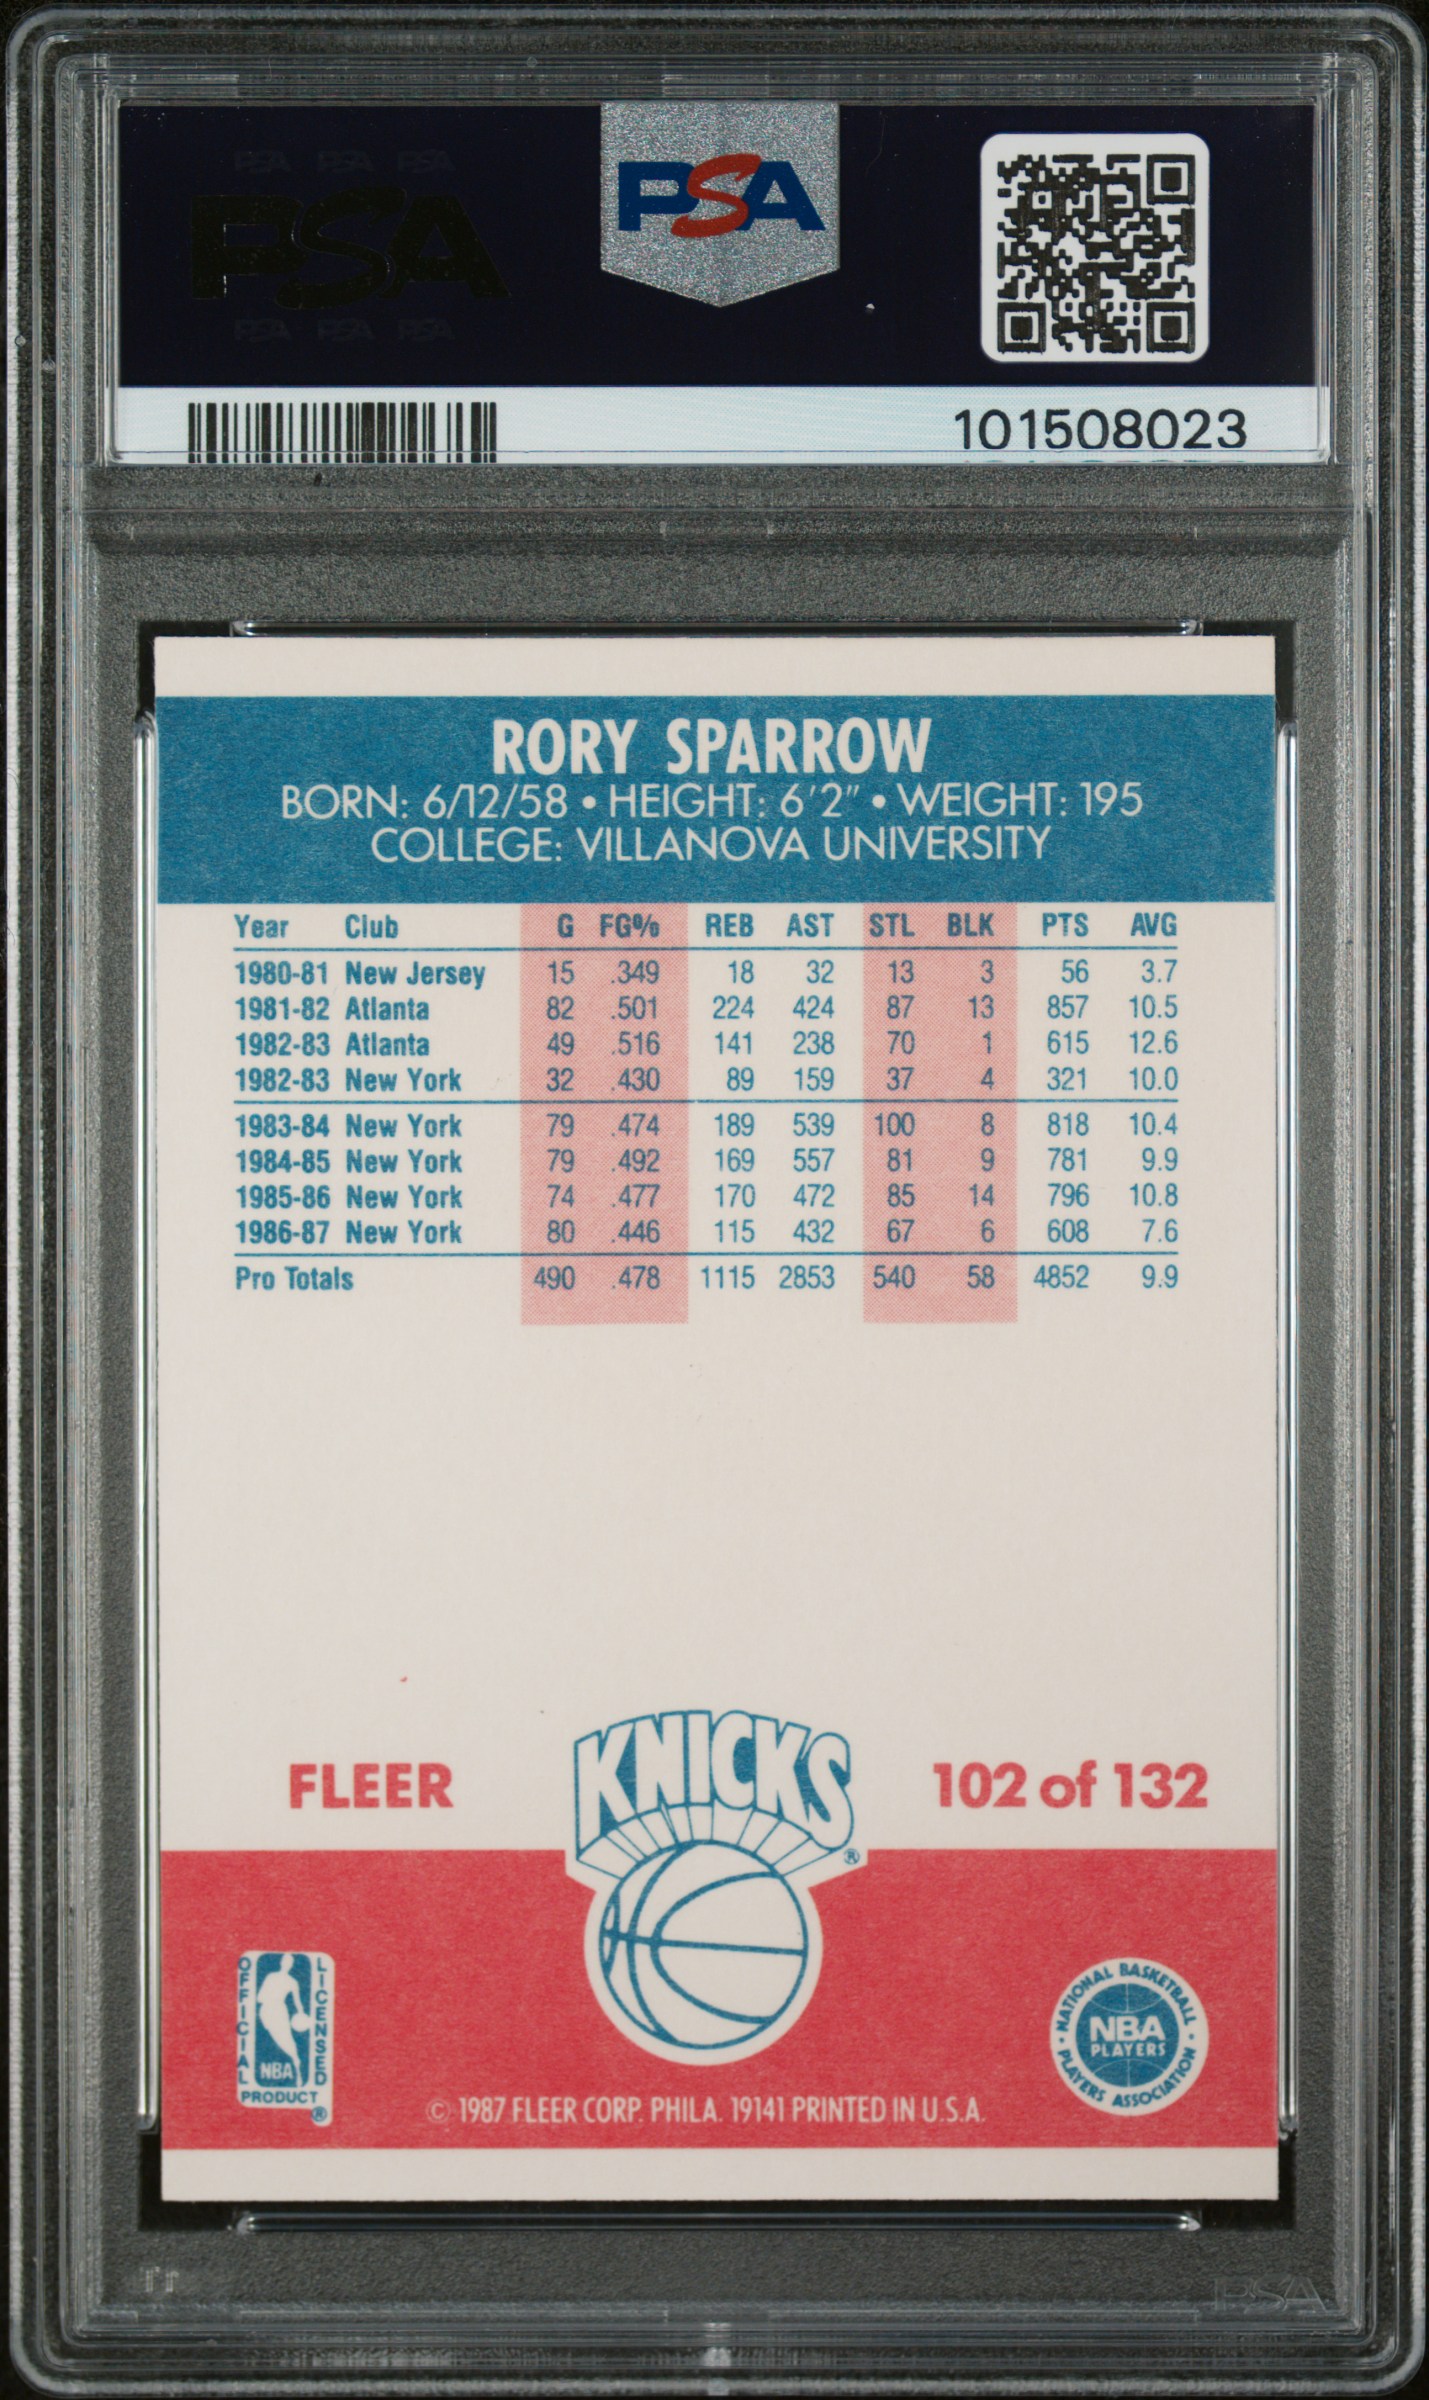 PSA PSA PSA
PSA
PSA PSA PSA
PSA
101508023
RORY SPARROW
BORN: 6/12/58 • HEIGHT: 6'2" • WEIGHT: 195
COLLEGE: VILLANOVA UNIVERSITY
Year Club G FG% REB AST STL BLK PTS AVG
1980-81 New Jersey 15 .349 18 32 13 3 56 3.7
1981-82 Atlanta 82 .501 224 424 87 13 857 10.5
1982-83 Atlanta 49 .516 141 238 70 1 615 12.6
1982-83 New York 32 .430 89 159 37 4 321 10.0
1983-84 New York 79 .474 189 539 100 8 818 10.4
1984-85 New York 79 .492 169 557 81 9 781 9.9
1985-86 New York 74 .477 170 472 85 14 796 10.8
1986-87 New York 80 .446 115 432 67 6 608 7.6
Pro Totals 490 .478 1115 2853 540 58 4852 9.9
FLEER
KNICKS
®
102 of 132
OFFICIAL LICENSED
NBA
PRODUCT
®
© 1987 FLEER CORP. PHILA. 19141 PRINTED IN U.S.A.
• NATIONAL BASKETBALL •
NBA
PLAYERS
PLAYERS ASSOCIATION
PSA